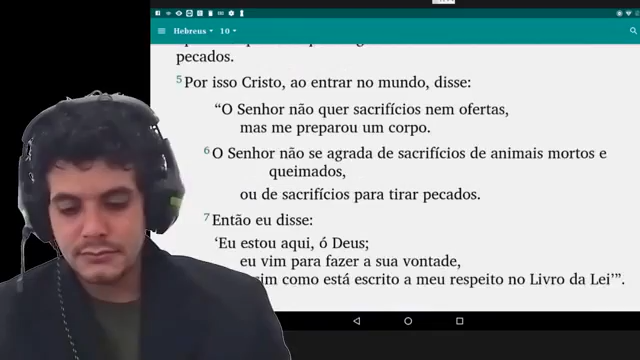 Hebreus 10
pecados.
5 Por isso Cristo, ao entrar no mundo, disse:
“O Senhor não quer sacrifícios nem ofertas,
mas me preparou um corpo.
6 O Senhor não se agrada de sacrifícios de animais mortos e
queimados,
ou de sacrifícios para tirar pecados.
7 Então eu disse:
‘Eu estou aqui, ó Deus;
eu vim para fazer a sua vontade,
como está escrito a meu respeito no Livro da Lei’”.